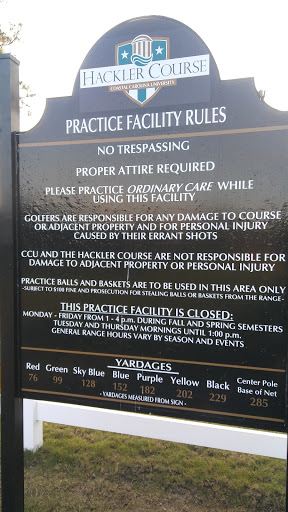 HACKLER COURSE
COASTAL CAROLINA UNIVERSITY
PRACTICE FACILITY RULES
NO TRESPASSING
PROPER ATTIRE REQUIRED
PLEASE PRACTICE ORDINARY CARE WHILE
USING THIS FACILITY
GOLFERS ARE RESPONSIBLE FOR ANY DAMAGE TO COURSE
OR ADJACENT PROPERTY AND FOR PERSONAL INJURY
CAUSED BY THEIR ERRANT SHOTS
CCU AND THE HACKLER COURSE ARE NOT RESPONSIBLE FOR
DAMAGE TO ADJACENT PROPERTY OR PERSONAL INJURY
PRACTICE BALLS AND BASKETS ARE TO BE USED IN THIS AREA ONLY
-SUBJECT TO $100 FINE AND PROSECUTION FOR STEALING BALLS OR BASKETS FROM THE RANGE-
THIS PRACTICE FACILITY IS CLOSED:
MONDAY - FRIDAY FROM 1 - 4 p.m. DURING FALL AND SPRING SEMESTERS
TUESDAY AND THURSDAY MORNINGS UNTIL 1:00 p.m.
GENERAL RANGE HOURS VARY BY SEASON AND EVENTS
YARDAGES
Red Green Sky Blue Blue Purple Yellow Black Center Pole
Base of Net
76 99 128 152 182 202 229 285
- YARDAGES MEASURED FROM SIGN -